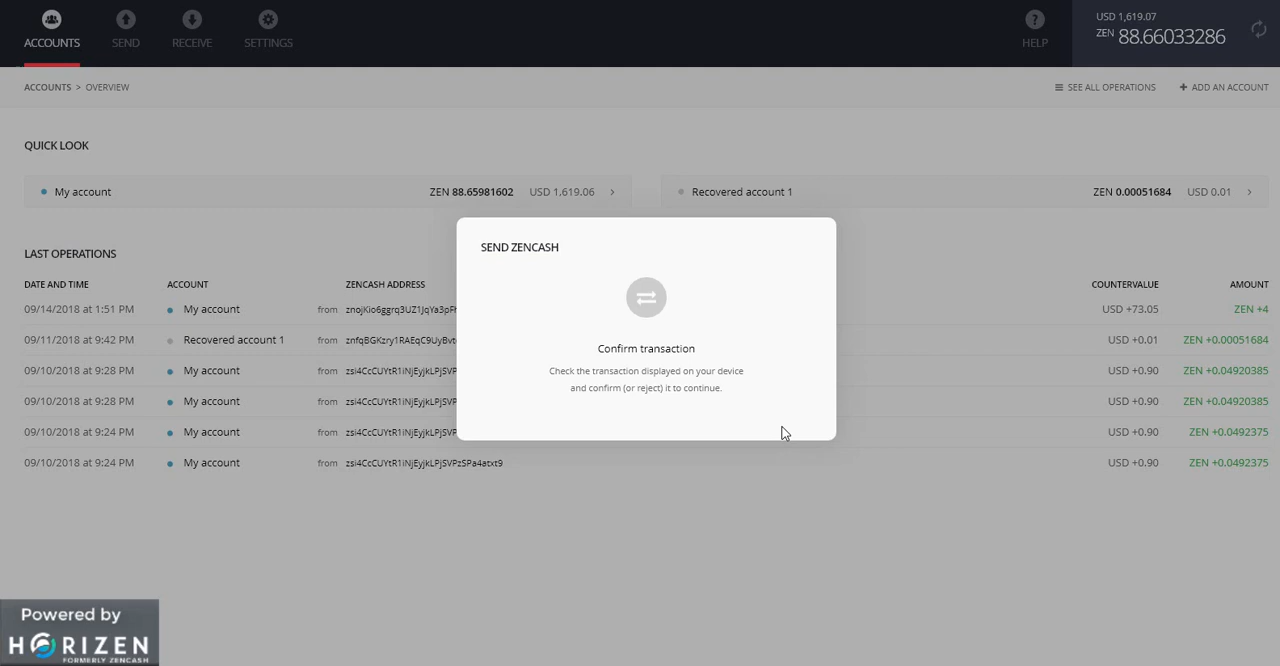 ACCOUNTS SEND RECEIVE SETTINGS HELP
USD 1,619.07
ZEN 88.66033286
ACCOUNTS > OVERVIEW SEE ALL OPERATIONS + ADD AN ACCOUNT
QUICK LOOK
My account ZEN 88.65981602 USD 1,619.06 >
Recovered account 1 ZEN 0.00051684 USD 0.01 >
SEND ZENCASH
Confirm transaction
Check the transaction displayed on your device
and confirm (or reject) it to continue.
LAST OPERATIONS
DATE AND TIME ACCOUNT ZENCASH ADDRESS COUNTERVALUE AMOUNT
09/14/2018 at 1:51 PM My account from USD +73.05 ZEN +4
09/11/2018 at 9:42 PM Recovered account 1 from USD +0.01 ZEN +0.00051684
09/10/2018 at 9:28 PM My account from USD +0.90 ZEN +0.04920385
09/10/2018 at 9:28 PM My account from USD +0.90 ZEN +0.04920385
09/10/2018 at 9:24 PM My account from USD +0.90 ZEN +0.0492375
09/10/2018 at 9:24 PM My account from zsi4CcCUYtR1iNjEyjkLPjSVPzSPa4atxt9 USD +0.90 ZEN +0.0492375
Powered by
HORIZEN
FORMERLY ZENCASH